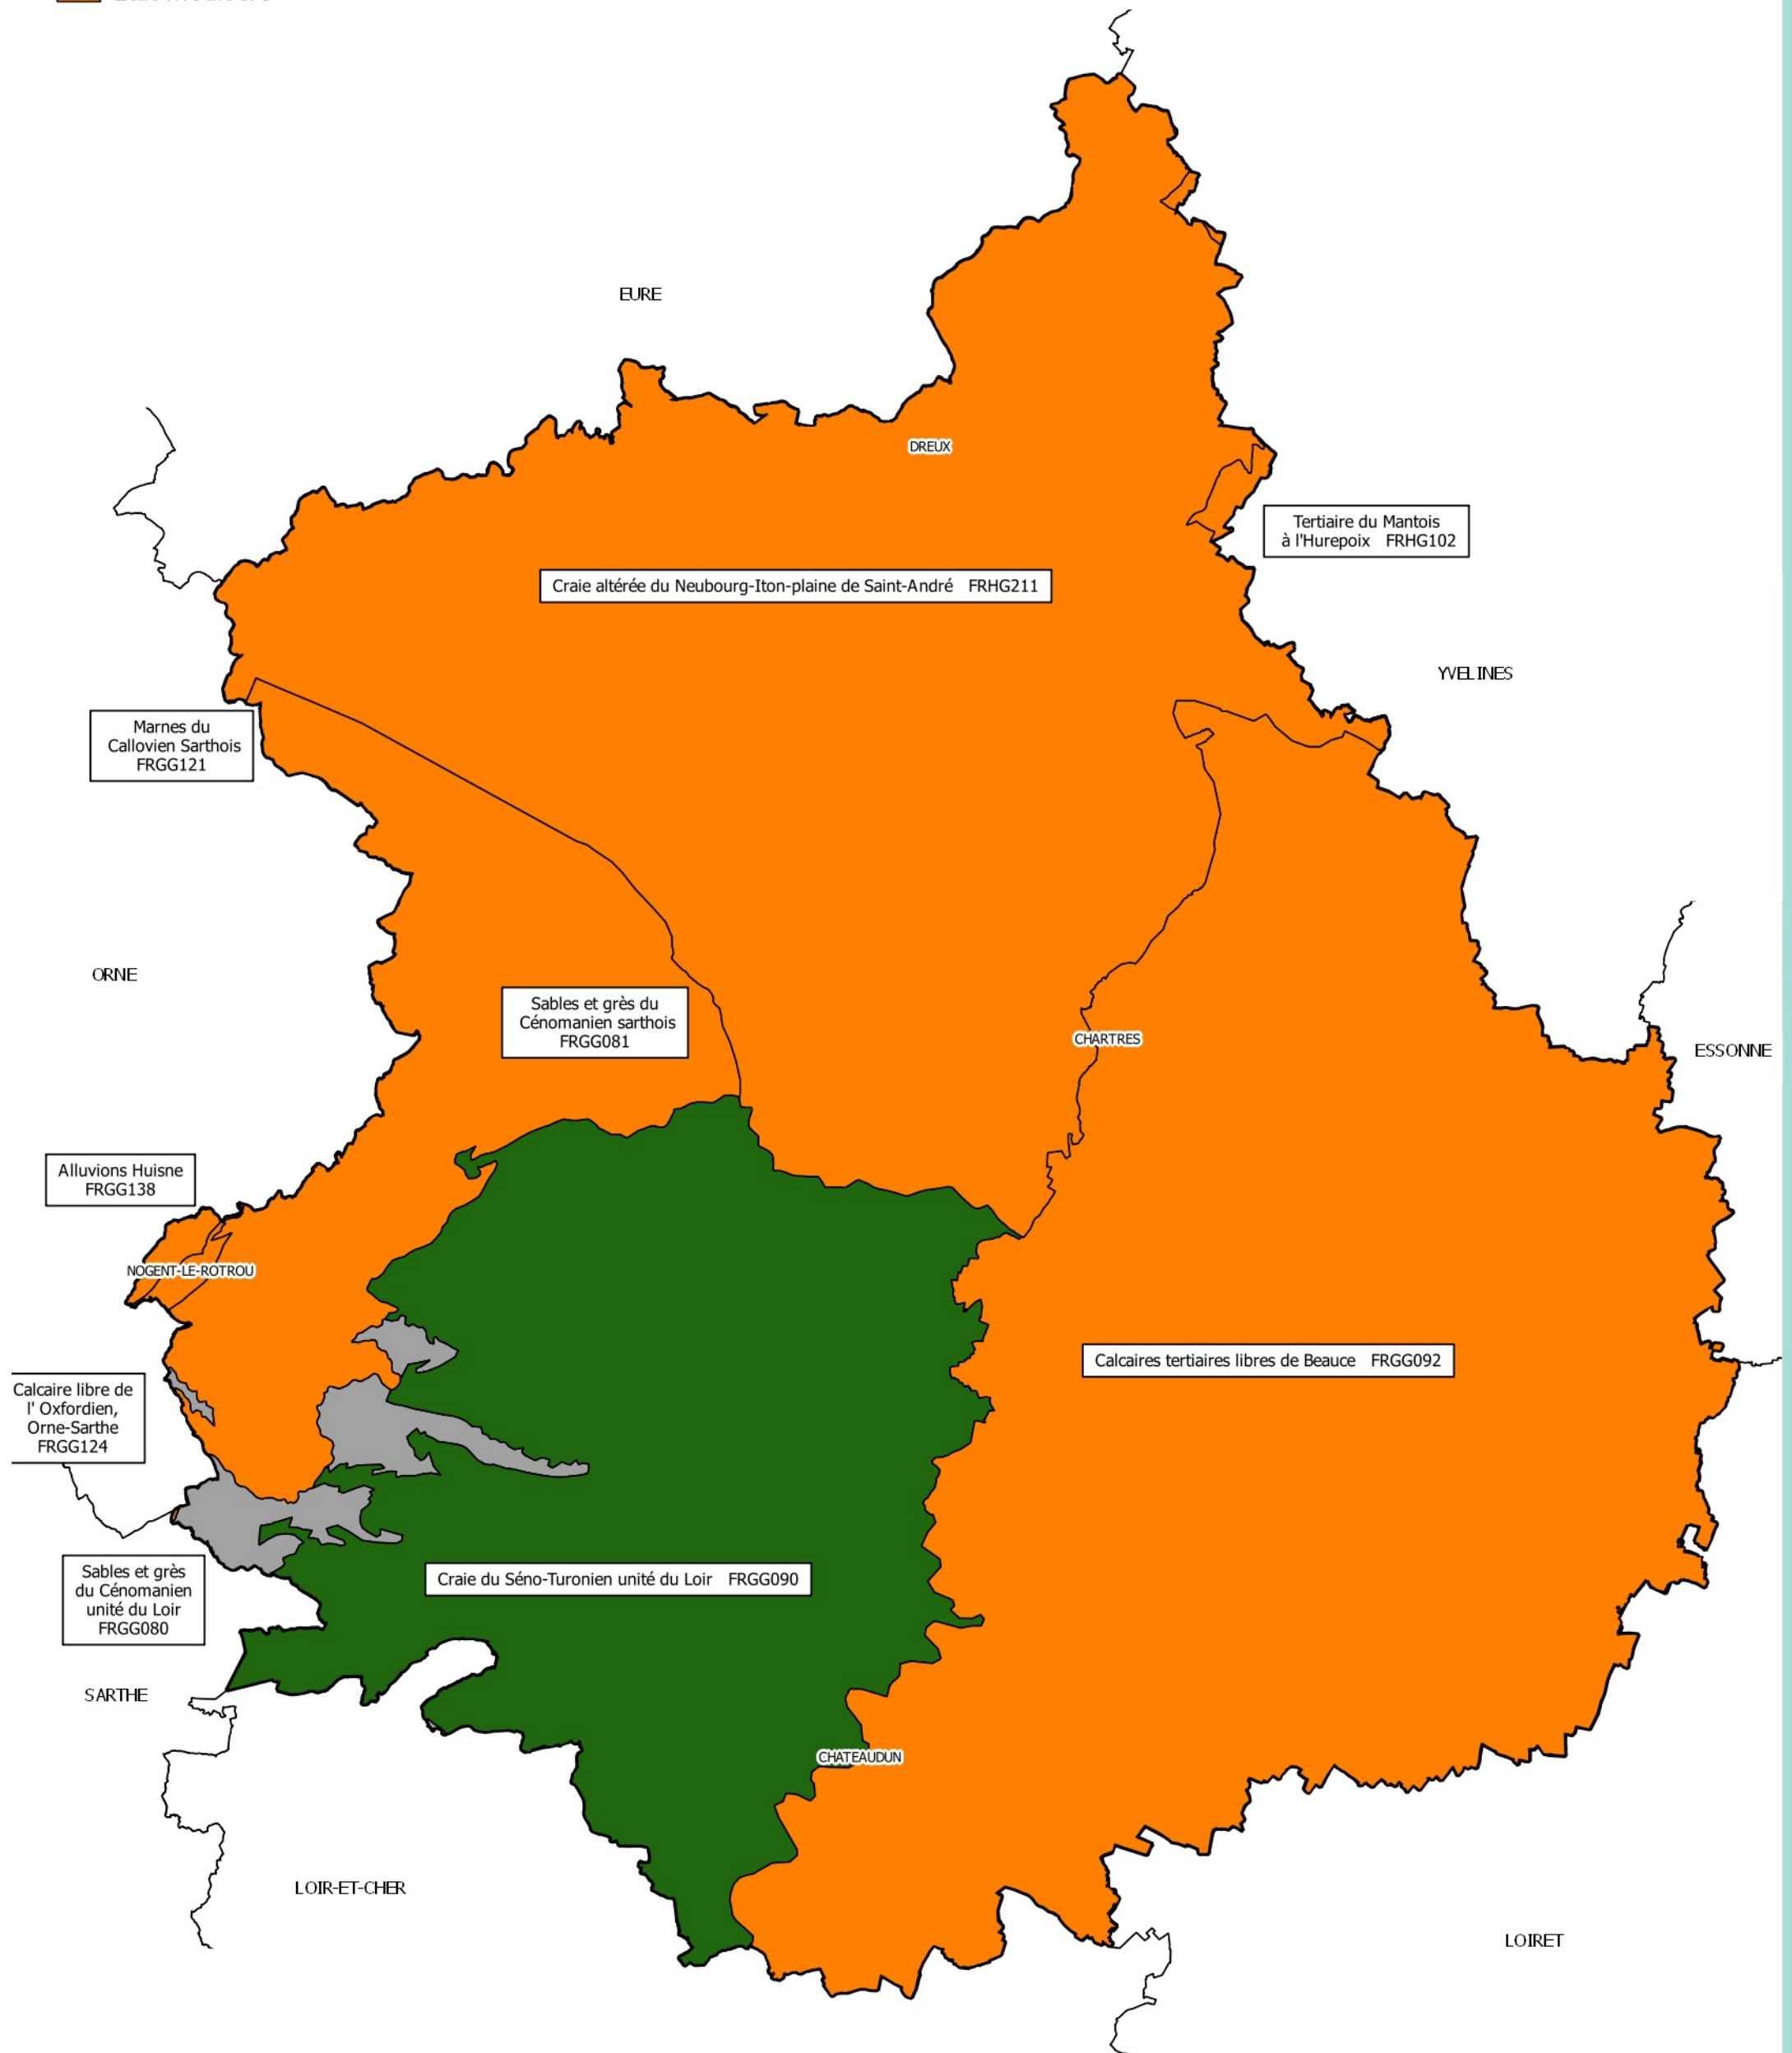 EURE
DREUX
Tertiaire du Mantois
à l'Hurepoix FRHG102
Craie altérée du Neubourg-Iton-plaine de Saint-André FRHG211
YVELINES
Marnes du
Callovien Sarthois
FRGG121
ORNE
Sables et grès du
Cénomanien sarthois
FRGG081
CHARTRES
ESSONNE
Alluvions Huisne
FRGG138
NOGENT-LE-ROTROU
Calcaires tertiaires libres de Beauce FRGG092
Calcaire libre de
l' Oxfordien,
Orne-Sarthe
FRGG124
Craie du Séno-Turonien unité du Loir FRGG090
Sables et grès
du Cénomanien
unité du Loir
FRGG080
SARTHE
CHATEAUDUN
LOIR-ET-CHER
LOIRET